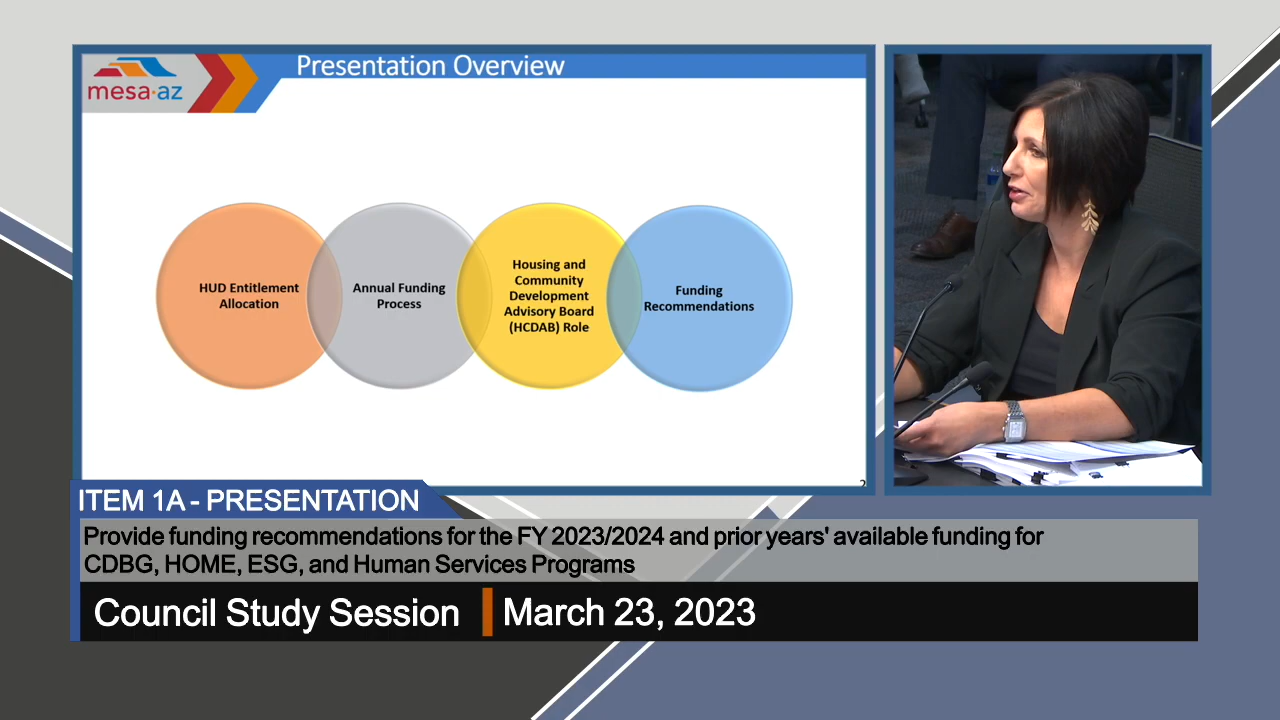 Presentation Overview
mesa·az
HUD Entitlement
Allocation
Annual Funding
Process
Housing and
Community
Development
Advisory Board
(HCDAB) Role
Funding
Recommendations
2
ITEM 1A - PRESENTATION
Provide funding recommendations for the FY 2023/2024 and prior years' available funding for
CDBG, HOME, ESG, and Human Services Programs
Council Study Session
March 23, 2023